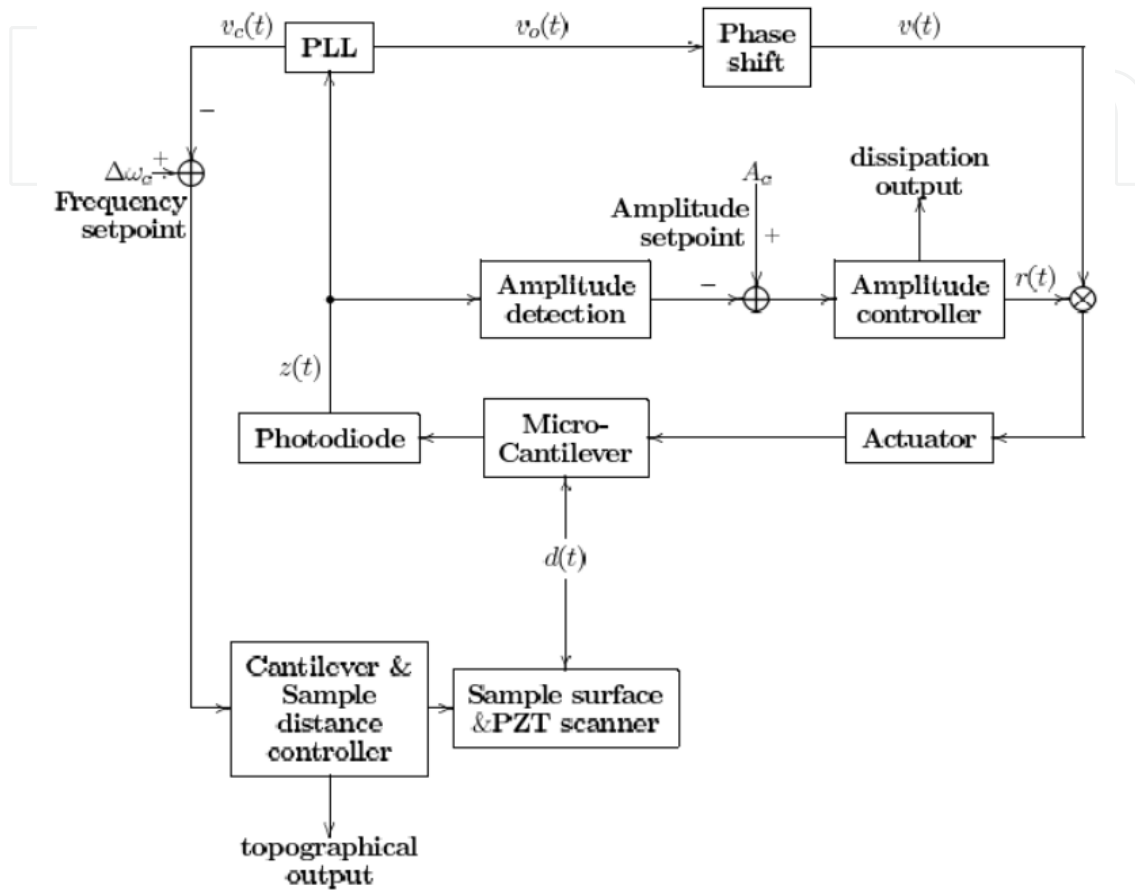 v_c(t)
PLL
v_o(t)
Phase
shift
v(t)
−
Δω_c
+
Frequency
setpoint
A_c
Amplitude
setpoint
+
dissipation
output
Amplitude
detection
−
Amplitude
controller
r(t)
z(t)
Photodiode
Micro-
Cantilever
Actuator
d(t)
Cantilever &
Sample
distance
controller
Sample surface
&PZT scanner
topographical
output